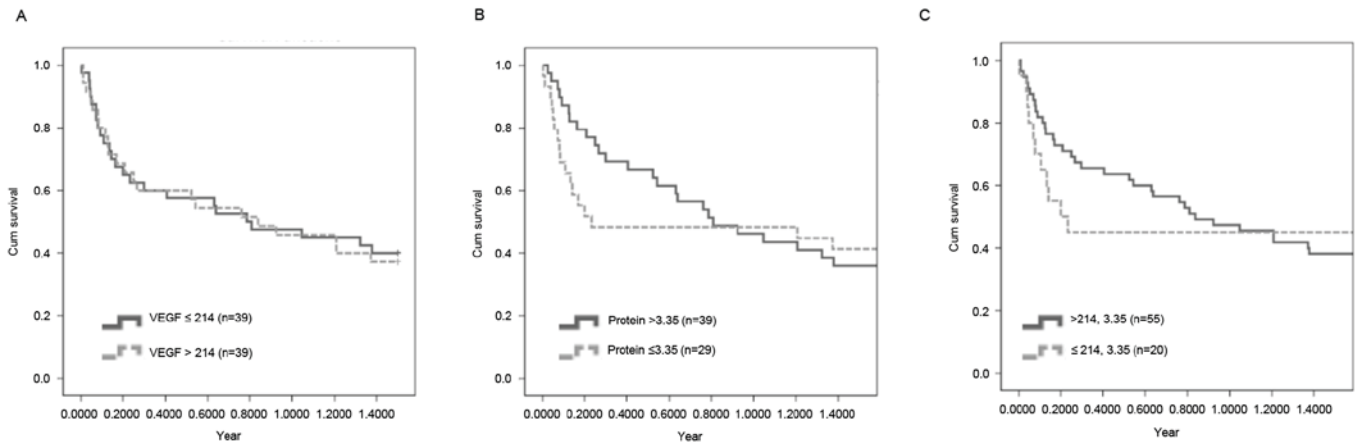 A
1.0
0.8
0.6
0.4
0.2
0.0
Cum survival
VEGF ≤ 214 (n=39)
VEGF > 214 (n=39)
0.0000 0.2000 0.4000 0.6000 0.8000 1.0000 1.2000 1.4000
Year
B
1.0
0.8
0.6
0.4
0.2
0.0
Cum survival
Protein >3.35 (n=39)
Protein ≤3.35 (n=29)
0.0000 0.2000 0.4000 0.6000 0.8000 1.0000 1.2000 1.4000
Year
C
1.0
0.8
0.6
0.4
0.2
0.0
Cum survival
>214, 3.35 (n=55)
≤ 214, 3.35 (n=20)
0.0000 0.2000 0.4000 0.6000 0.8000 1.0000 1.2000 1.4000
Year